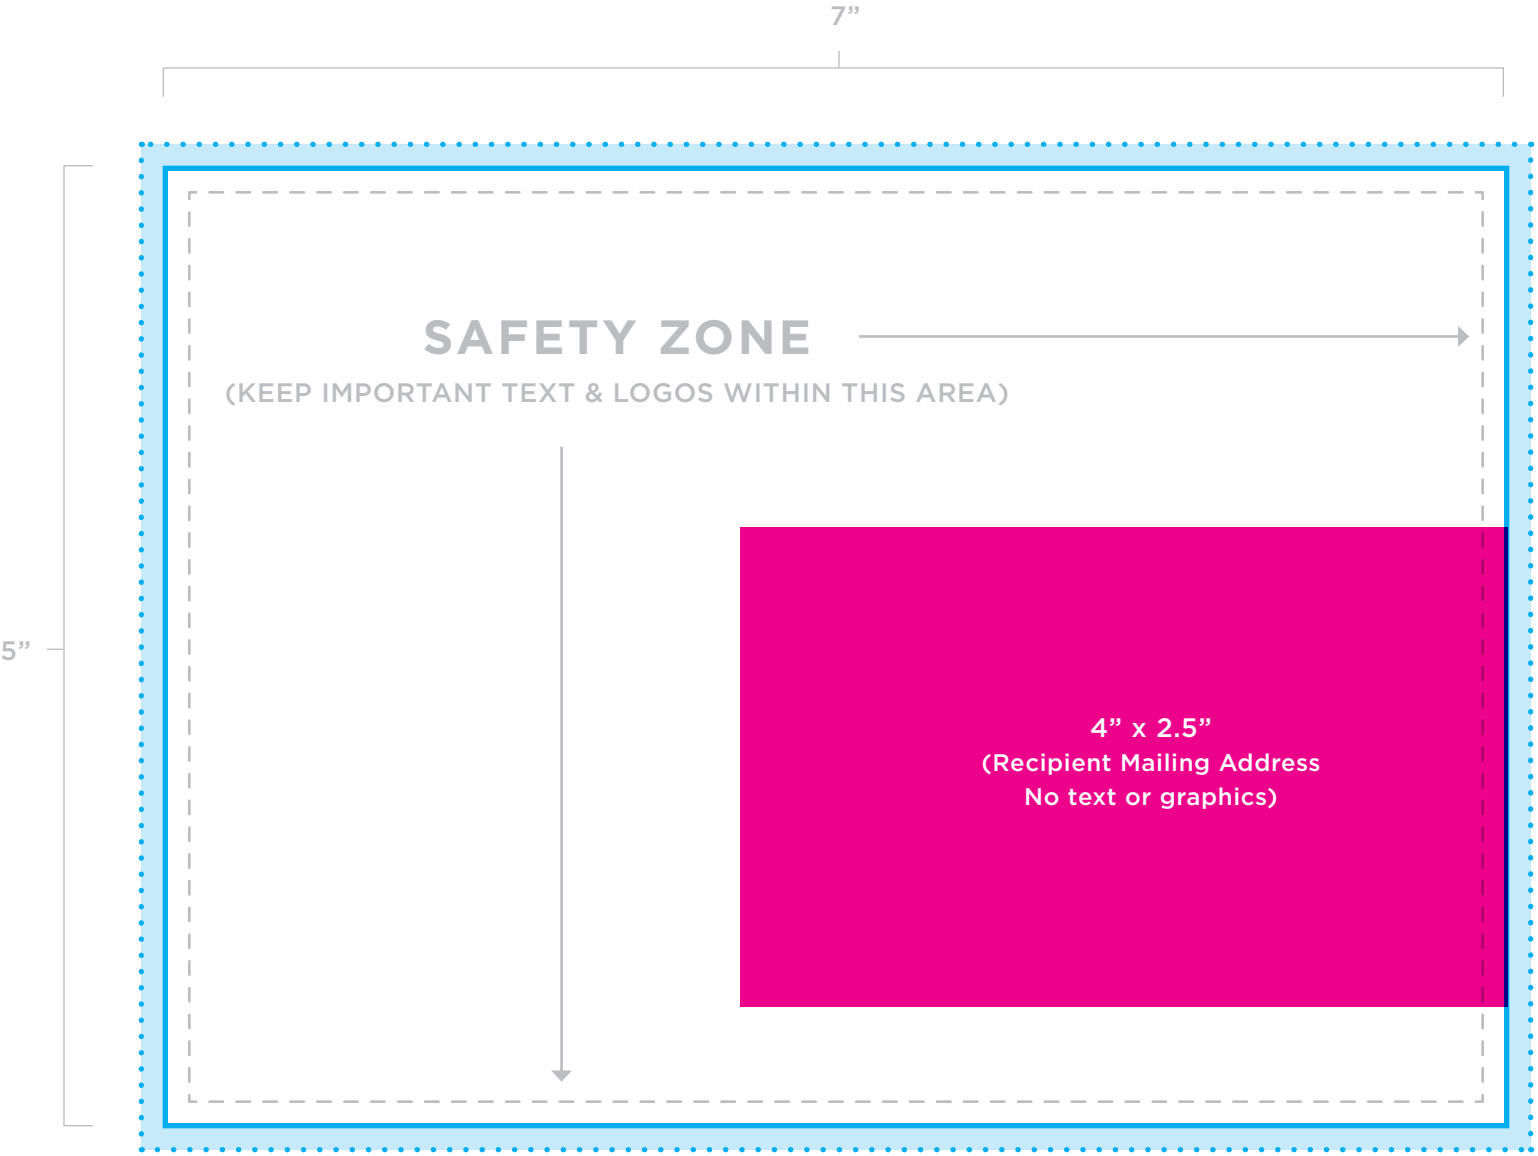 7”
SAFETY ZONE
(KEEP IMPORTANT TEXT & LOGOS WITHIN THIS AREA)
5”
4” x 2.5”
(Recipient Mailing Address
No text or graphics)